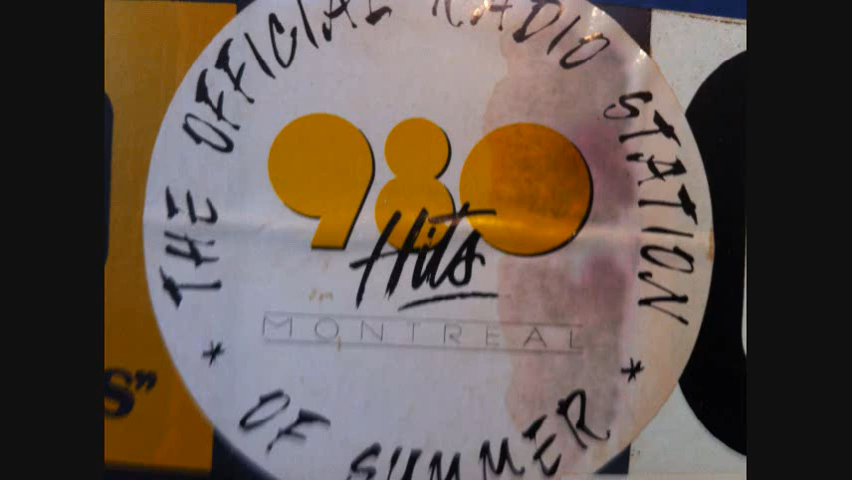 THE OFFICIAL RADIO STATION
980
Hits
MONTREAL
* OF SUMMER *
S"